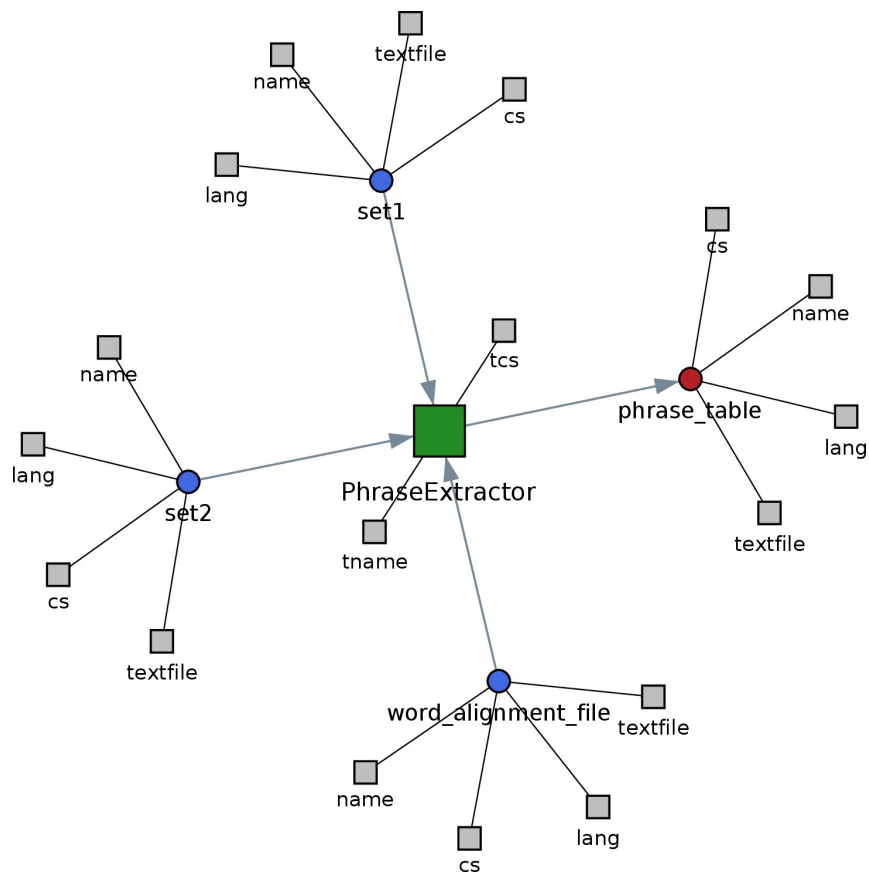 textfile
name
cs
lang
set1
cs
name
tcs
name
phrase_table
lang
lang
PhraseExtractor
set2
textfile
tname
cs
textfile
word_alignment_file
textfile
name
lang
cs